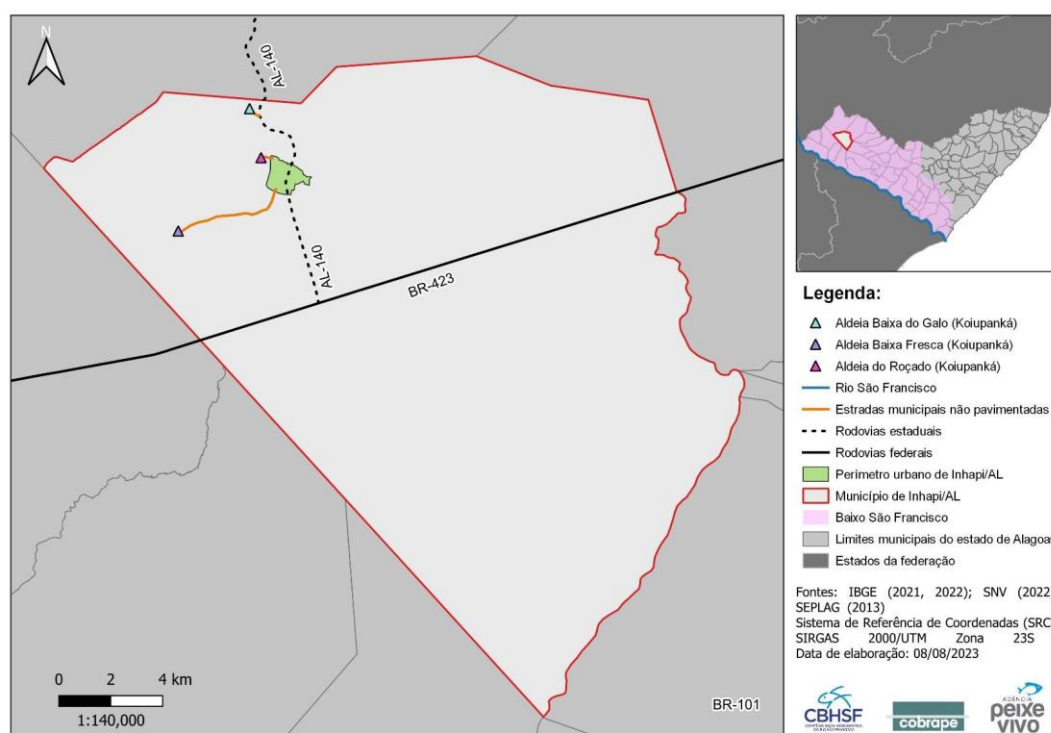 N
AL-140
AL-140
BR-423
BR-101
0 2 4 km
1:140,000
Legenda:
Aldeia Baixa do Galo (Koiupanká)
Aldeia Baixa Fresca (Koiupanká)
Aldeia do Roçado (Koiupanká)
Rio São Francisco
Estradas municipais não pavimentadas
Rodovias estaduais
Rodovias federais
Perímetro urbano de Inhapi/AL
Município de Inhapi/AL
Baixo São Francisco
Limites municipais do estado de Alagoas
Estados da federação
Fontes: IBGE (2021, 2022); SNV (2022
SEPLAG (2013)
Sistema de Referência de Coordenadas (SRC
SIRGAS 2000/UTM Zona 23S
Data de elaboração: 08/08/2023
CBHSF
cobrape
AGÊNCIA
peixe
vivo